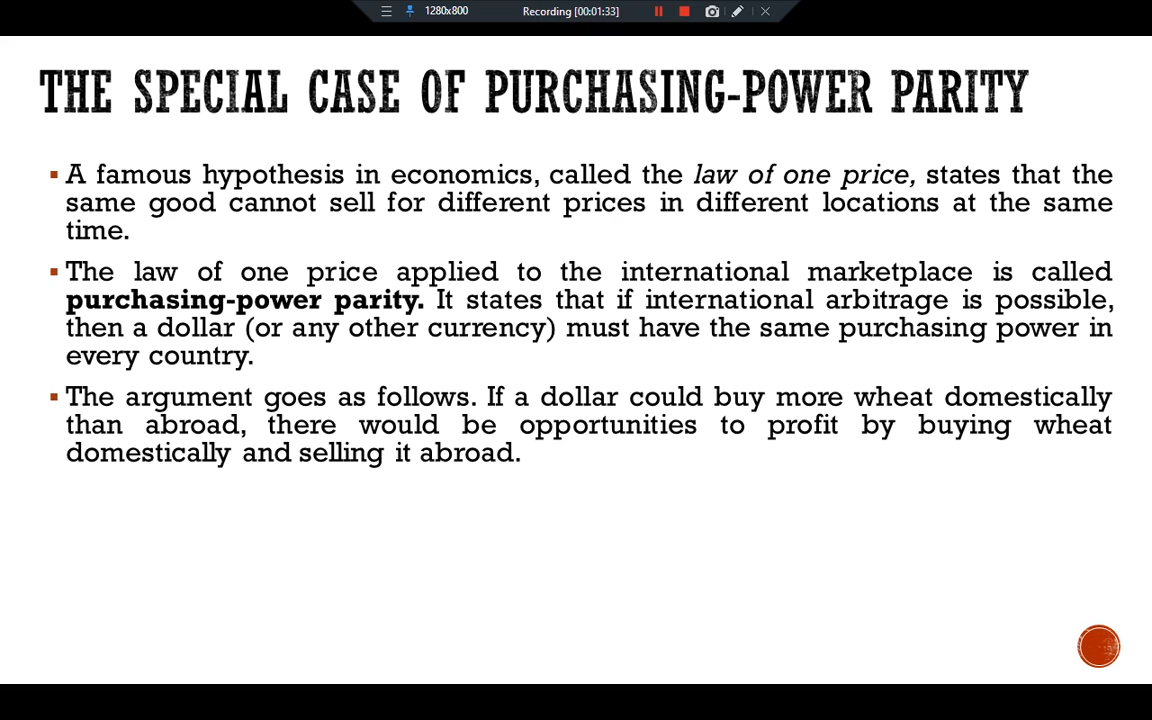 1280x800 Recording [00:01:33]
THE SPECIAL CASE OF PURCHASING-POWER PARITY
▪ A famous hypothesis in economics, called the law of one price, states that the
same good cannot sell for different prices in different locations at the same
time.
▪ The law of one price applied to the international marketplace is called
purchasing-power parity. It states that if international arbitrage is possible,
then a dollar (or any other currency) must have the same purchasing power in
every country.
▪ The argument goes as follows. If a dollar could buy more wheat domestically
than abroad, there would be opportunities to profit by buying wheat
domestically and selling it abroad.